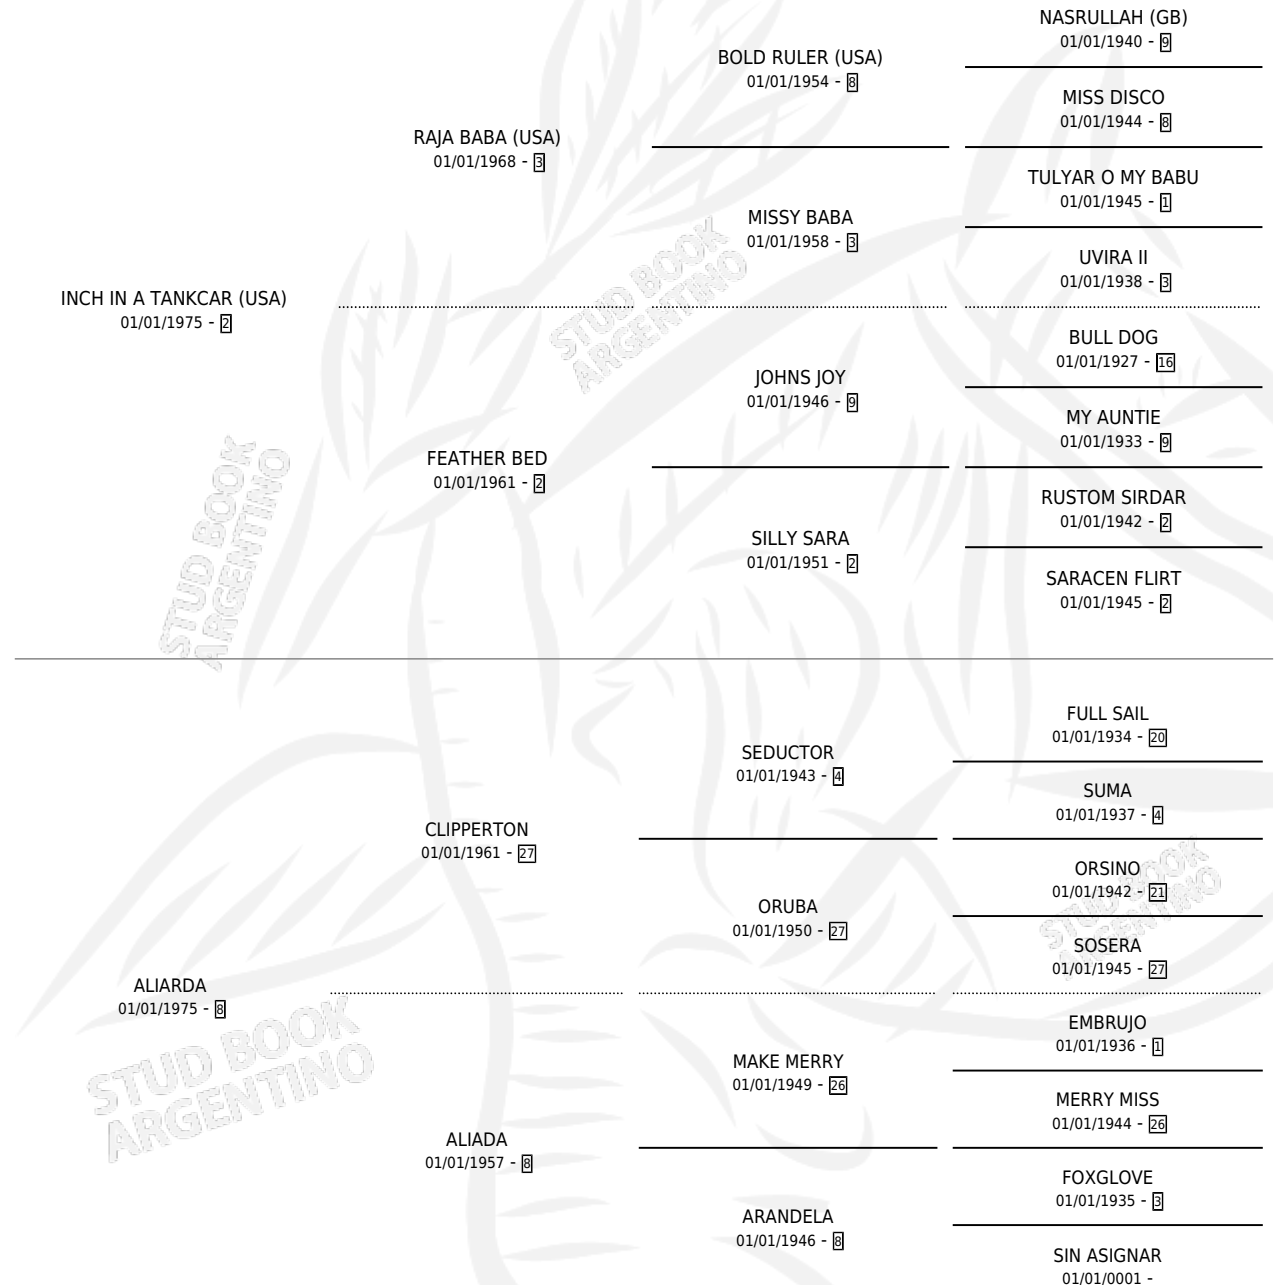 NASRULLAH (GB)
01/01/1940 - 9
BOLD RULER (USA)
01/01/1954 - 8
MISS DISCO
01/01/1944 - 8
RAJA BABA (USA)
01/01/1968 - 3
TULYAR O MY BABU
01/01/1945 - 1
MISSY BABA
01/01/1958 - 3
UVIRA II
01/01/1938 - 3
INCH IN A TANKCAR (USA)
01/01/1975 - 2
BULL DOG
01/01/1927 - 16
JOHNS JOY
01/01/1946 - 9
MY AUNTIE
01/01/1933 - 9
FEATHER BED
01/01/1961 - 2
RUSTOM SIRDAR
01/01/1942 - 2
SILLY SARA
01/01/1951 - 2
SARACEN FLIRT
01/01/1945 - 2
FULL SAIL
01/01/1934 - 20
SEDUCTOR
01/01/1943 - 4
SUMA
01/01/1937 - 4
CLIPPERTON
01/01/1961 - 27
ORSINO
01/01/1942 - 21
ORUBA
01/01/1950 - 27
SOSERA
01/01/1945 - 27
ALIARDA
01/01/1975 - 8
EMBRUJO
01/01/1936 - 1
MAKE MERRY
01/01/1949 - 26
MERRY MISS
01/01/1944 - 26
ALIADA
01/01/1957 - 8
FOXGLOVE
01/01/1935 - 3
ARANDELA
01/01/1946 - 8
SIN ASIGNAR
01/01/0001 -
STUD BOOK
ARGENTINO
STUD BOOK
ARGENTINO
STUD BOOK
ARGENTINO
STUD BOOK
ARGENTINO